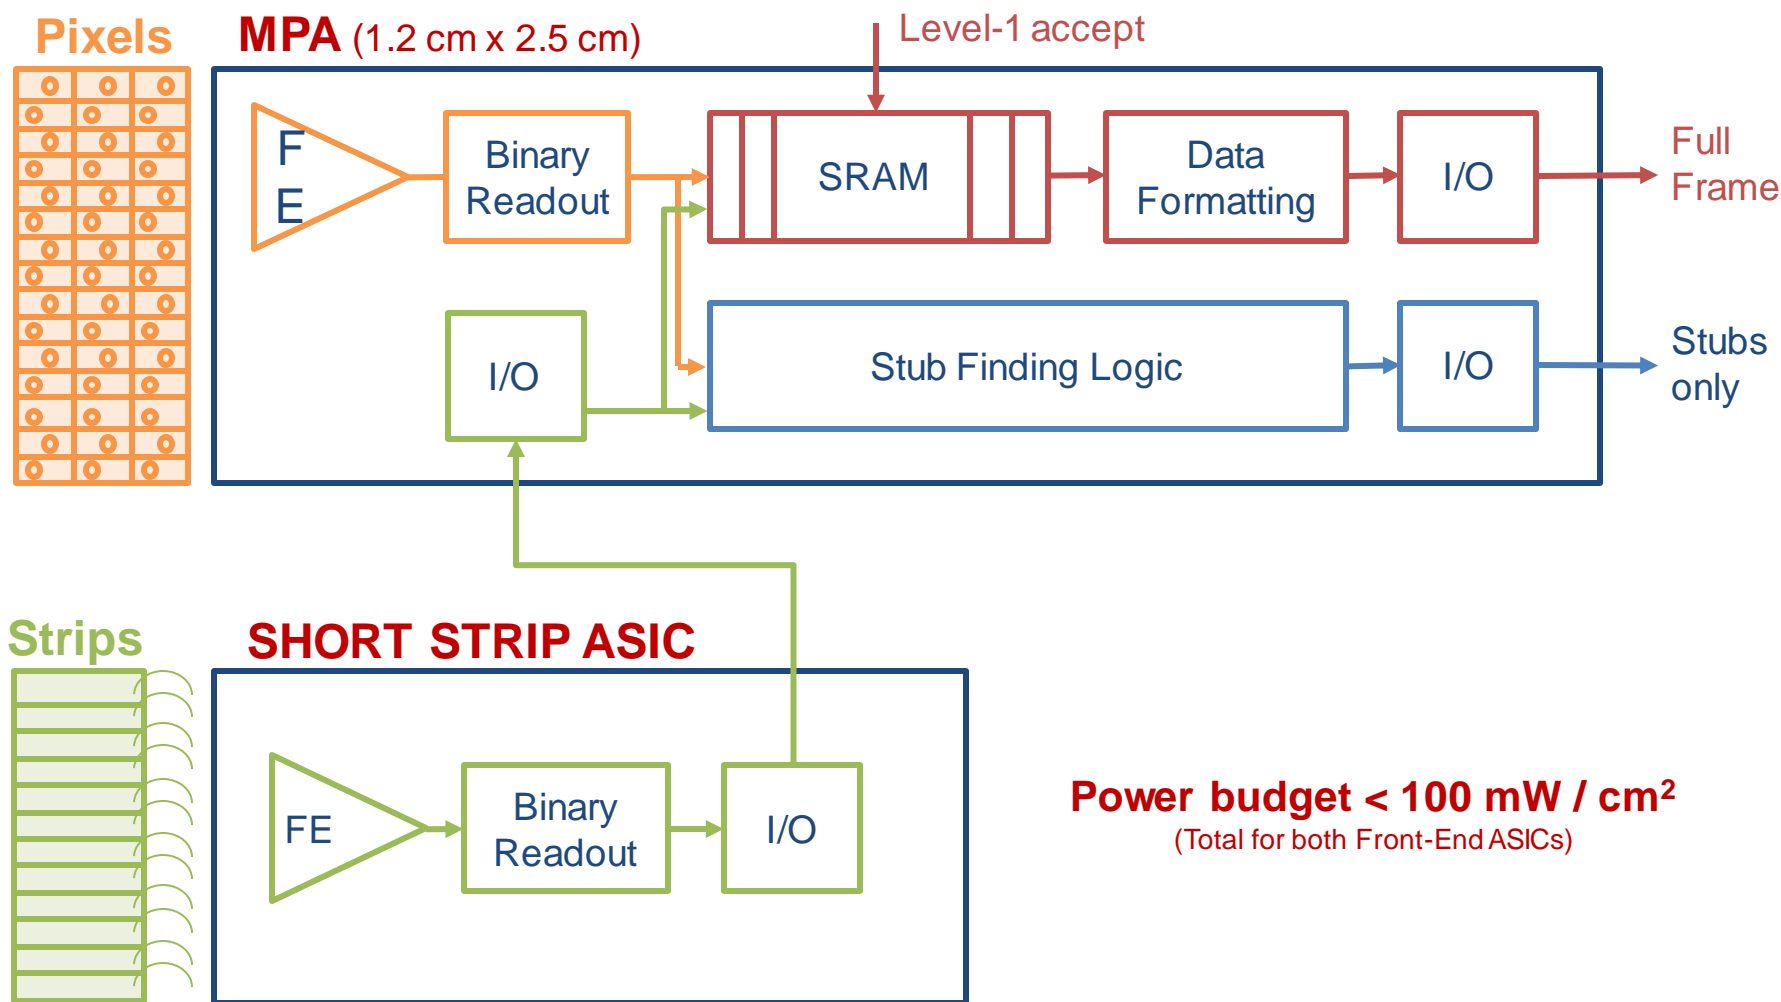 Pixels
MPA (1.2 cm x 2.5 cm)
Level-1 accept
F
E
Binary
Readout
SRAM
Data
Formatting
I/O
Full
Frame
I/O
Stub Finding Logic
I/O
Stubs
only
Strips
SHORT STRIP ASIC
FE
Binary
Readout
I/O
Power budget < 100 mW / cm²
(Total for both Front-End ASICs)